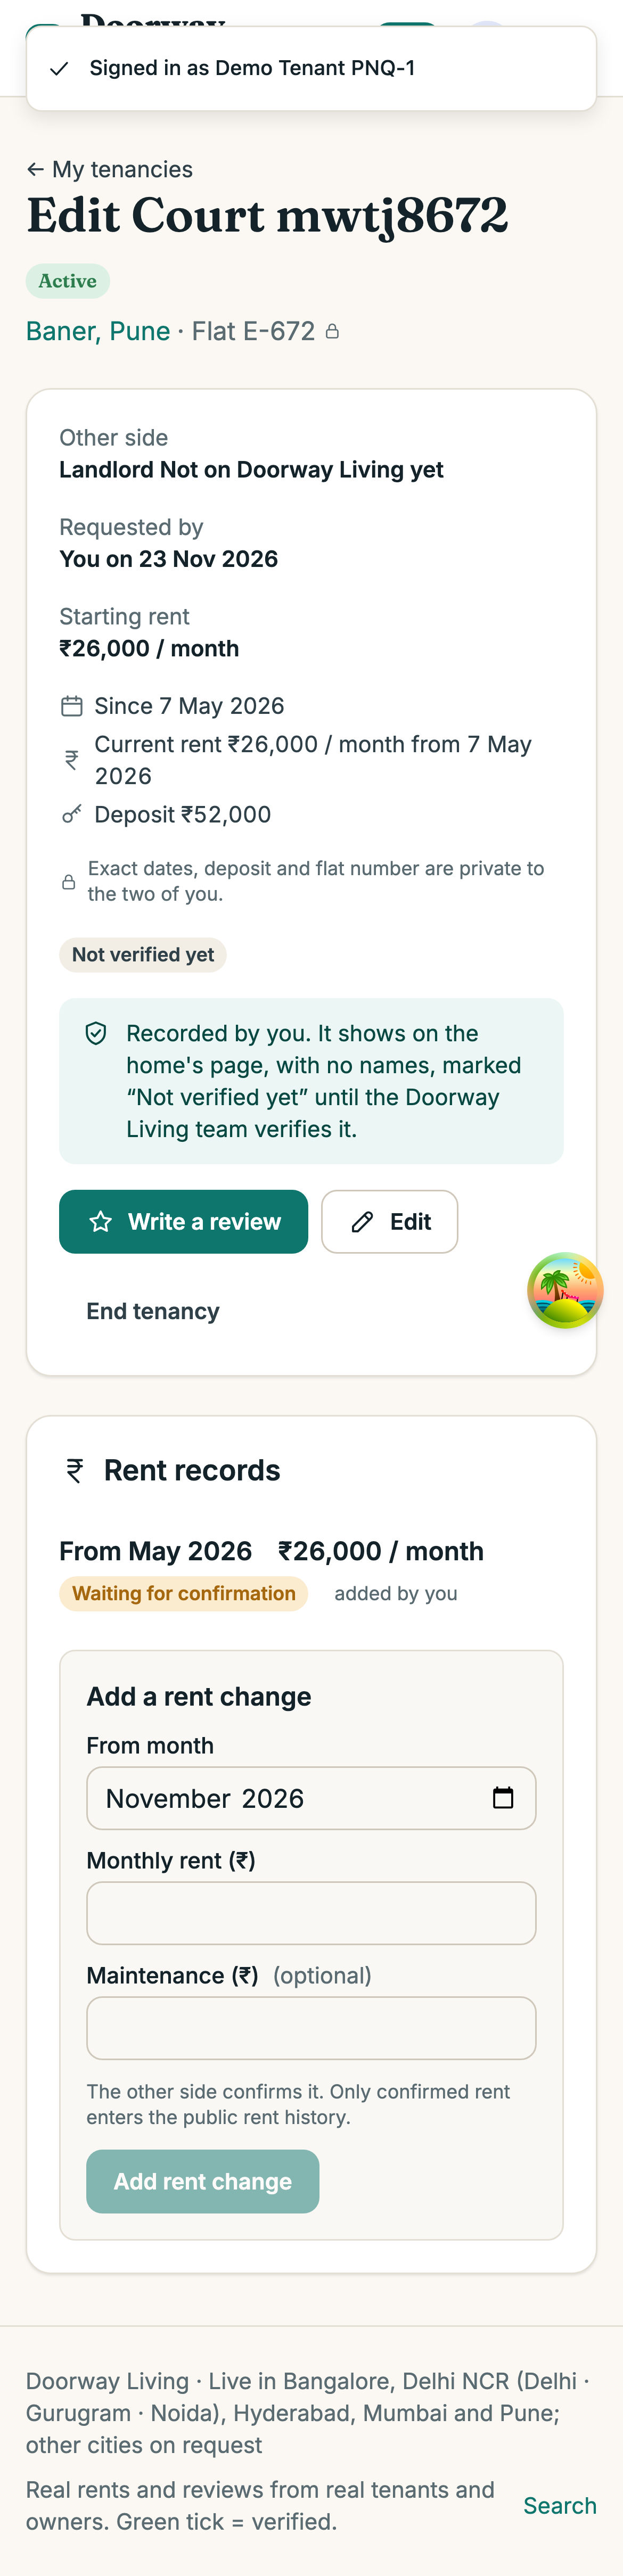 Doorway
Signed in as Demo Tenant PNQ-1
← My tenancies
Edit Court mwtj8672
Active
Baner, Pune · Flat E-672
Other side
Landlord Not on Doorway Living yet
Requested by
You on 23 Nov 2026
Starting rent
₹26,000 / month
Since 7 May 2026
₹ Current rent ₹26,000 / month from 7 May
2026
Deposit ₹52,000
Exact dates, deposit and flat number are private to
the two of you.
Not verified yet
Recorded by you. It shows on the
home's page, with no names, marked
“Not verified yet” until the Doorway
Living team verifies it.
Write a review
Edit
End tenancy
₹ Rent records
From May 2026 ₹26,000 / month
Waiting for confirmation added by you
Add a rent change
From month
November 2026
Monthly rent (₹)
Maintenance (₹) (optional)
The other side confirms it. Only confirmed rent
enters the public rent history.
Add rent change
Doorway Living · Live in Bangalore, Delhi NCR (Delhi ·
Gurugram · Noida), Hyderabad, Mumbai and Pune;
other cities on request
Real rents and reviews from real tenants and
owners. Green tick = verified.
Search